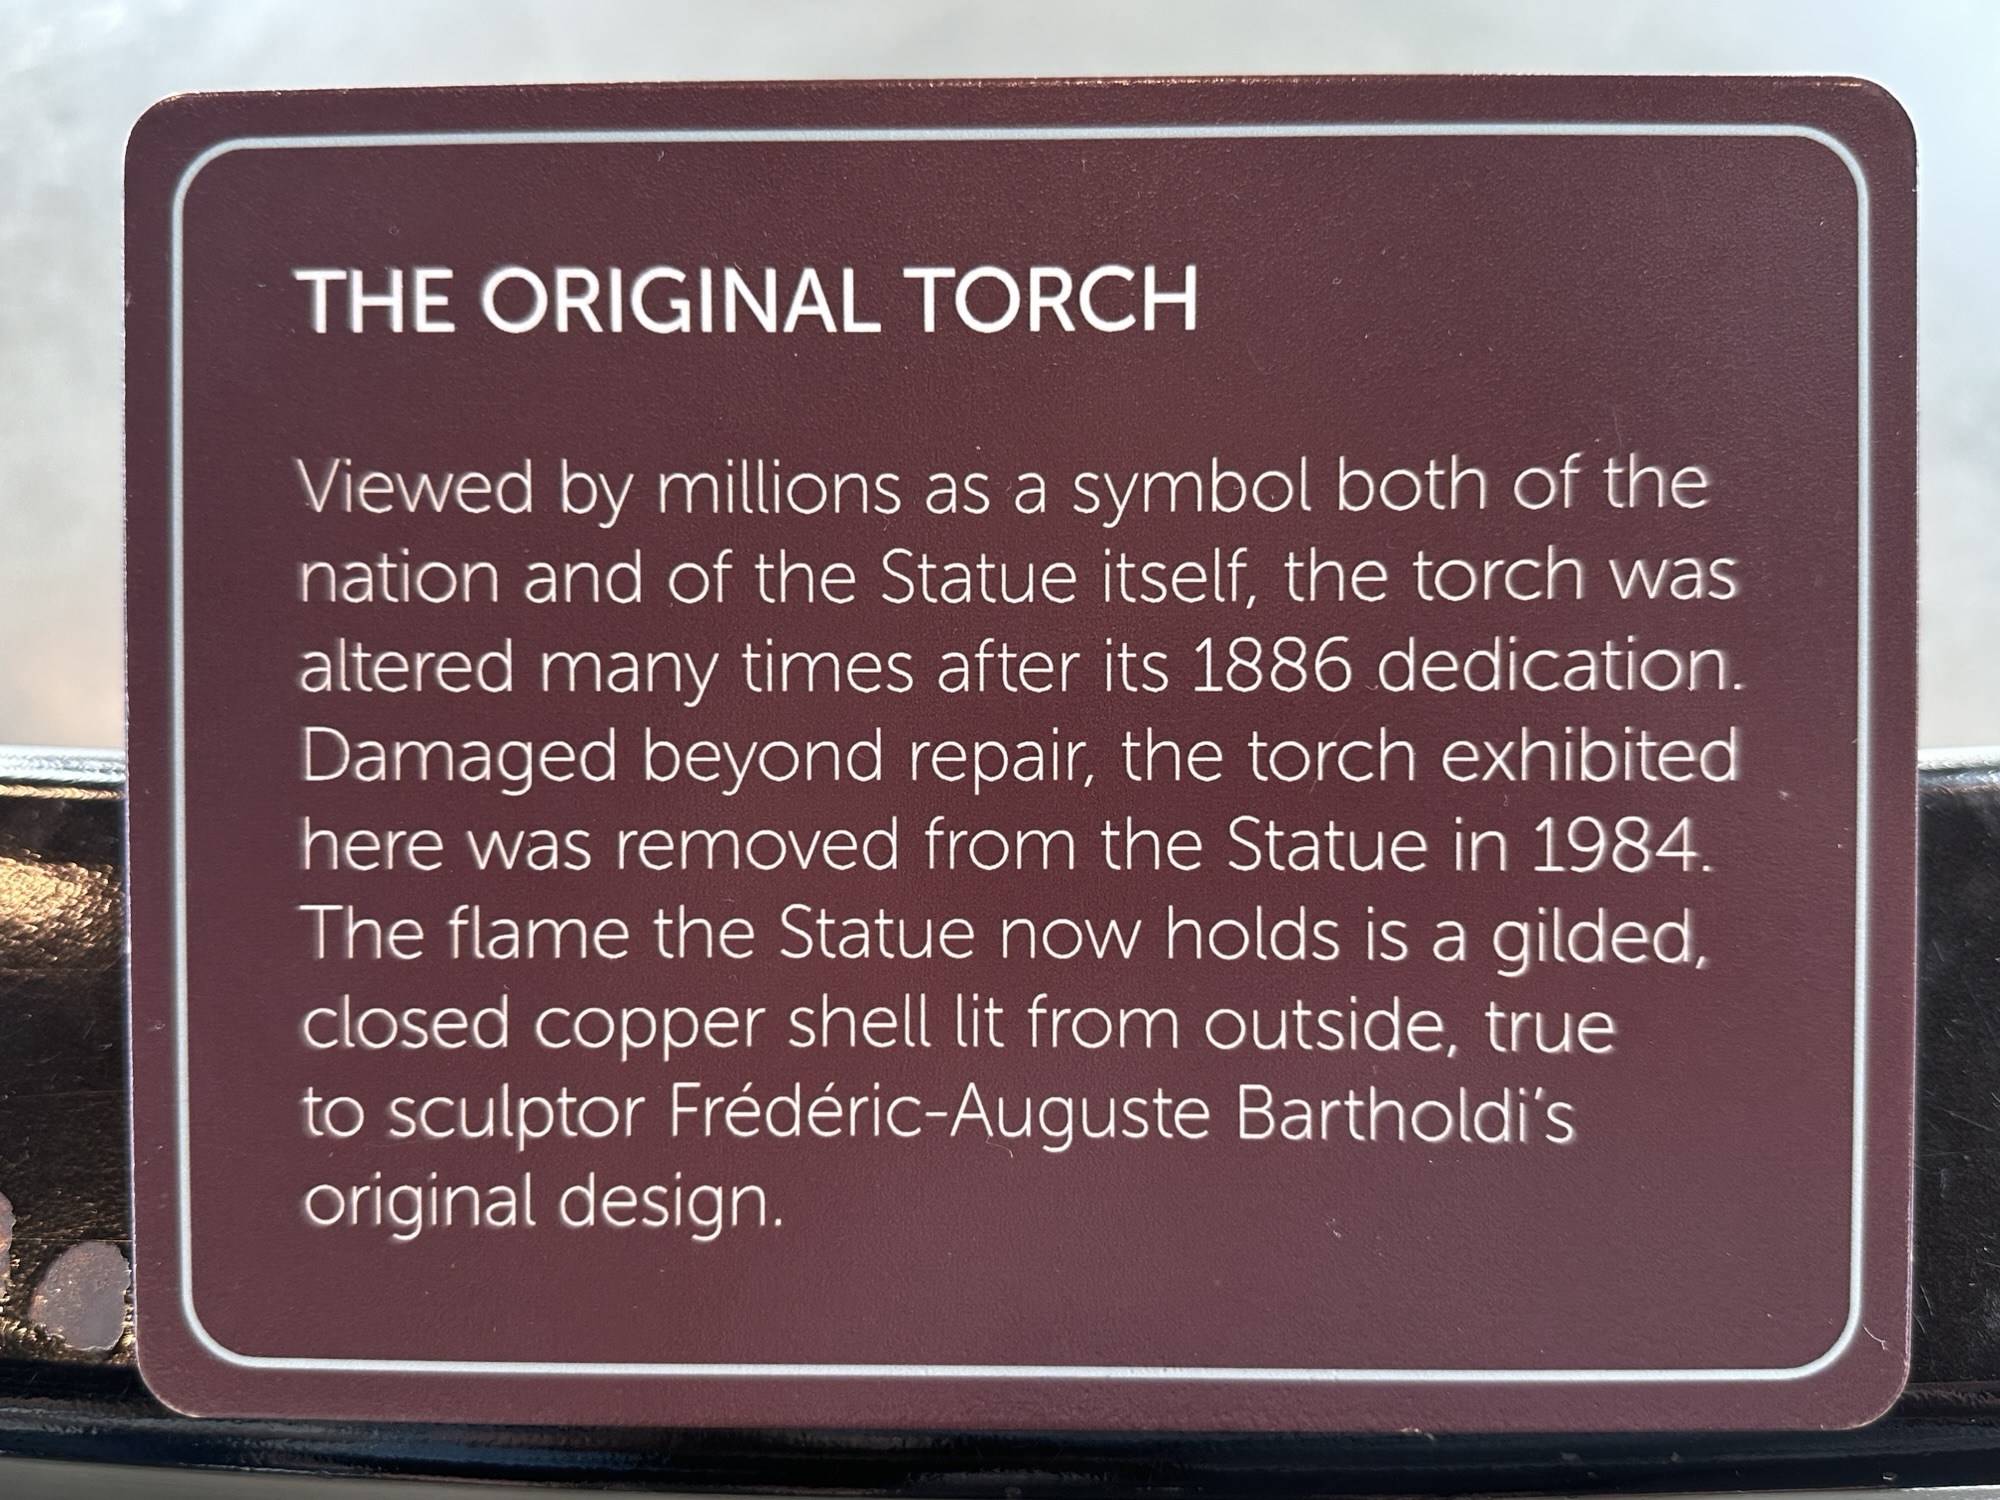 THE ORIGINAL TORCH
Viewed by millions as a symbol both of the
nation and of the Statue itself, the torch was
altered many times after its 1886 dedication.
Damaged beyond repair, the torch exhibited
here was removed from the Statue in 1984.
The flame the Statue now holds is a gilded,
closed copper shell lit from outside, true
to sculptor Frédéric-Auguste Bartholdi’s
original design.